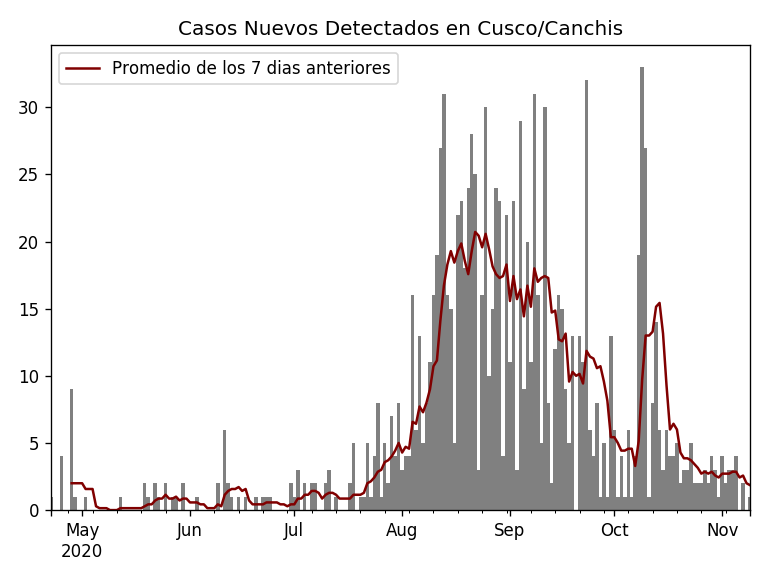 Casos Nuevos Detectados en Cusco/Canchis
Promedio de los 7 dias anteriores
30
25
20
15
10
5
0
May Jun Jul Aug Sep Oct Nov
2020